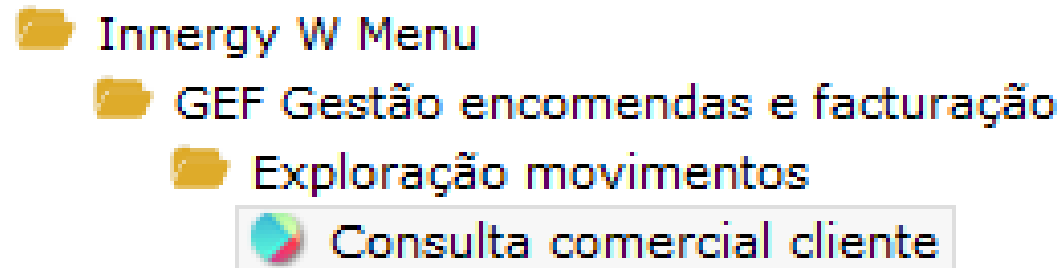 Innergy W Menu
GEF Gestão encomendas e facturação
Exploração movimentos
Consulta comercial cliente